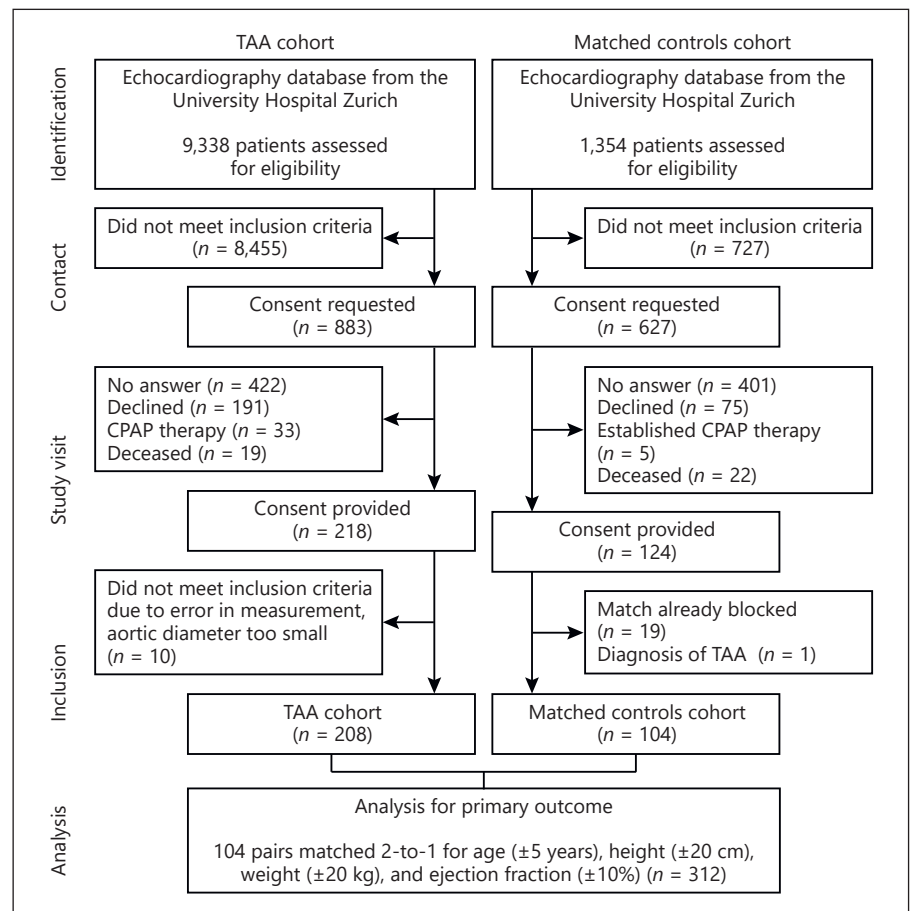 TAA cohort
Matched controls cohort
Identification
Echocardiography database from the
University Hospital Zurich
9,338 patients assessed
for eligibility
Echocardiography database from the
University Hospital Zurich
1,354 patients assessed
for eligibility
Contact
Did not meet inclusion criteria
(n = 8,455)
Did not meet inclusion criteria
(n = 727)
Consent requested
(n = 883)
Consent requested
(n = 627)
Study visit
No answer (n = 422)
Declined (n = 191)
CPAP therapy (n = 33)
Deceased (n = 19)
No answer (n = 401)
Declined (n = 75)
Established CPAP therapy
(n = 5)
Deceased (n = 22)
Consent provided
(n = 218)
Consent provided
(n = 124)
Inclusion
Did not meet inclusion criteria
due to error in measurement,
aortic diameter too small
(n = 10)
Match already blocked
(n = 19)
Diagnosis of TAA (n = 1)
TAA cohort
(n = 208)
Matched controls cohort
(n = 104)
Analysis
Analysis for primary outcome
104 pairs matched 2-to-1 for age (±5 years), height (±20 cm),
weight (±20 kg), and ejection fraction (±10%) (n = 312)